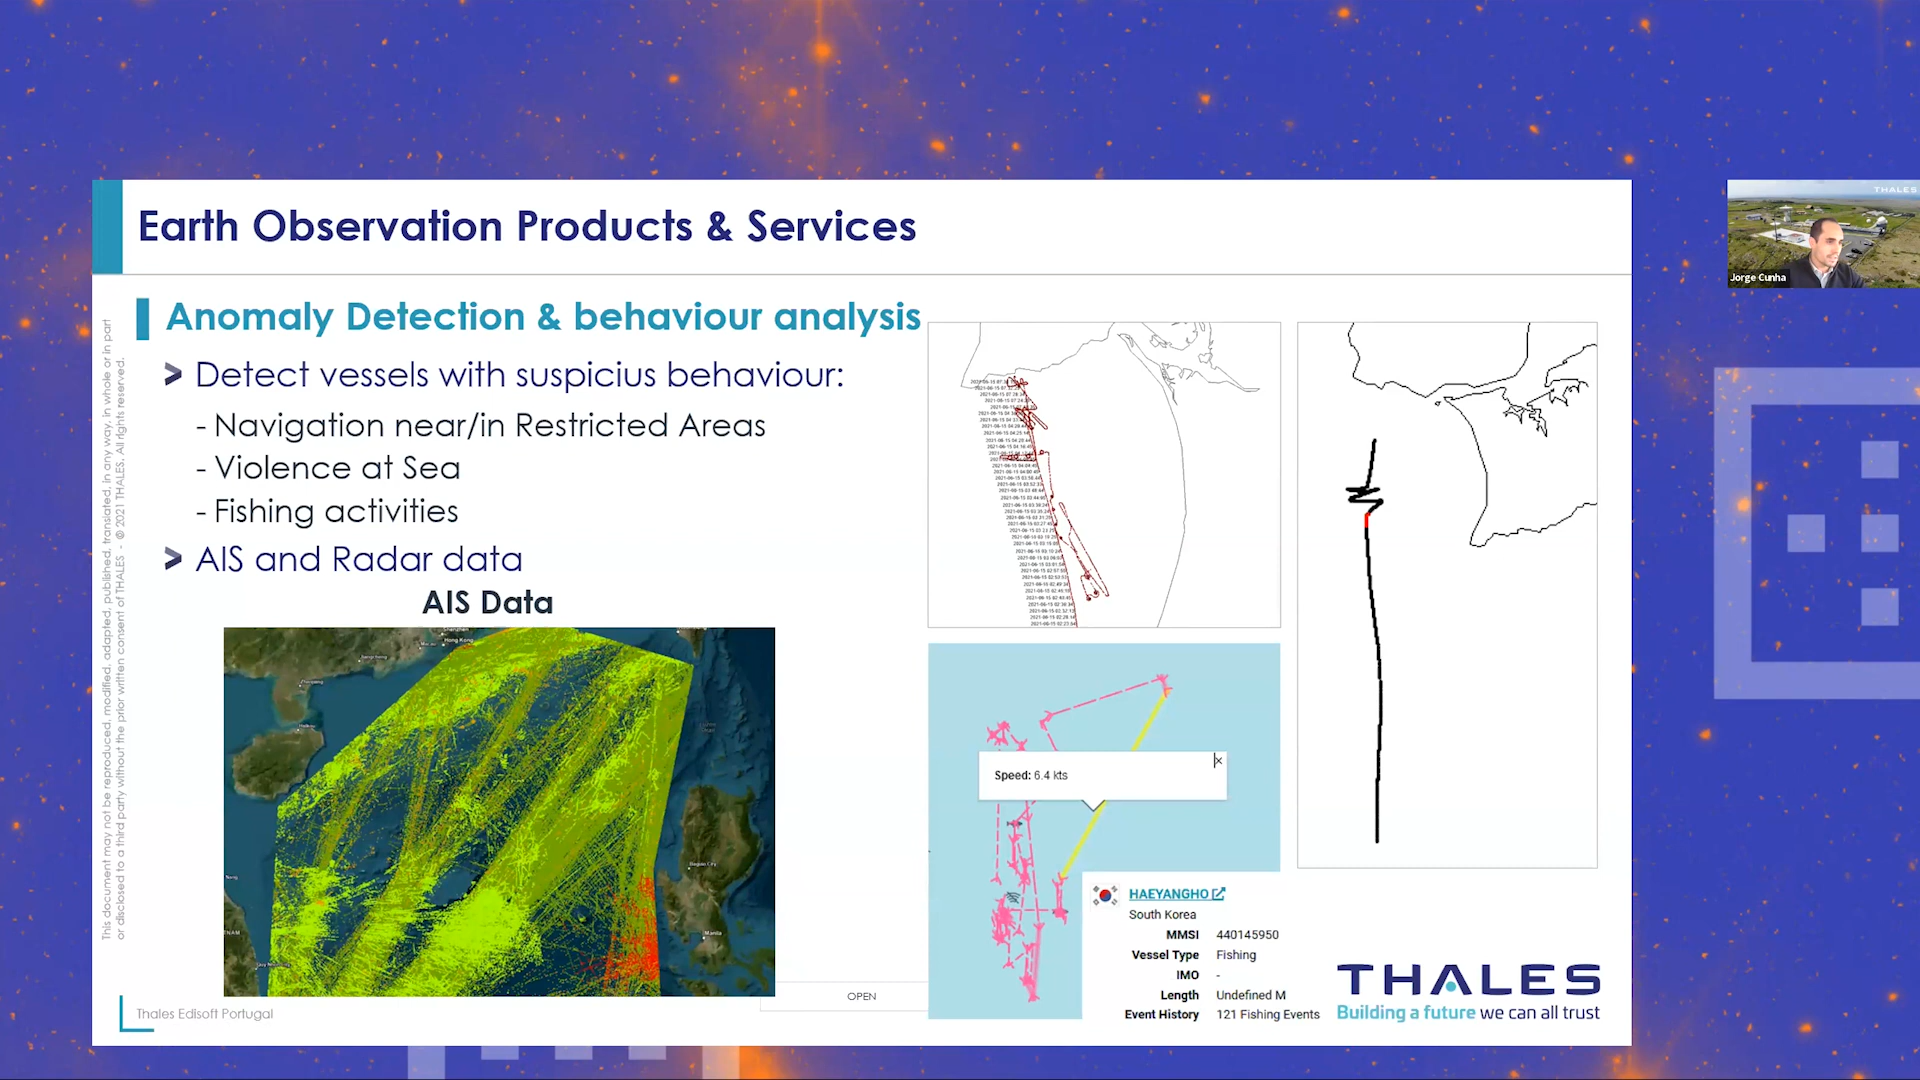 Earth Observation Products & Services
THALES
Jorge Cunha
Anomaly Detection & behaviour analysis
> Detect vessels with suspicius behaviour:
- Navigation near/in Restricted Areas
- Violence at Sea
- Fishing activities
> AIS and Radar data
AIS Data
Hong Kong
Manila
Speed: 6.4 kts
HAEYANGHO
South Korea
MMSI 440145950
Vessel Type Fishing
IMO -
Length Undefined M
Event History 121 Fishing Events
OPEN
THALES
Building a future we can all trust
Thales Edisoft Portugal
This document may not be reproduced, modified, adapted, published, translated, in any way, in whole or in part
or disclosed to a third party without the prior written consent of THALES - © 2021 THALES. All rights reserved.